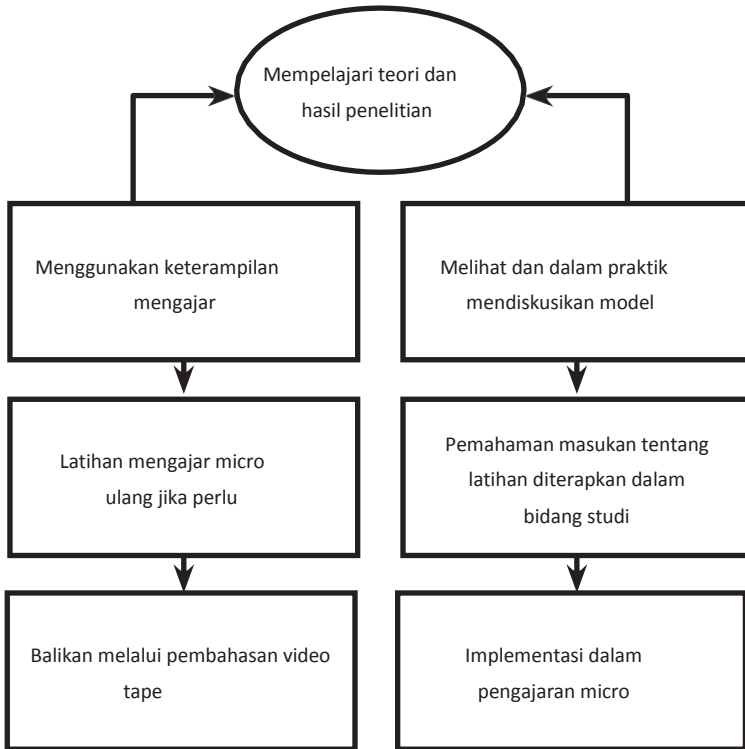 Mempelajari teori dan
hasil penelitian
Menggunakan keterampilan
mengajar
Melihat dan dalam praktik
mendiskusikan model
Latihan mengajar micro
ulang jika perlu
Pemahaman masukan tentang
latihan diterapkan dalam
bidang studi
Balikan melalui pembahasan video
tape
Implementasi dalam
pengajaran micro